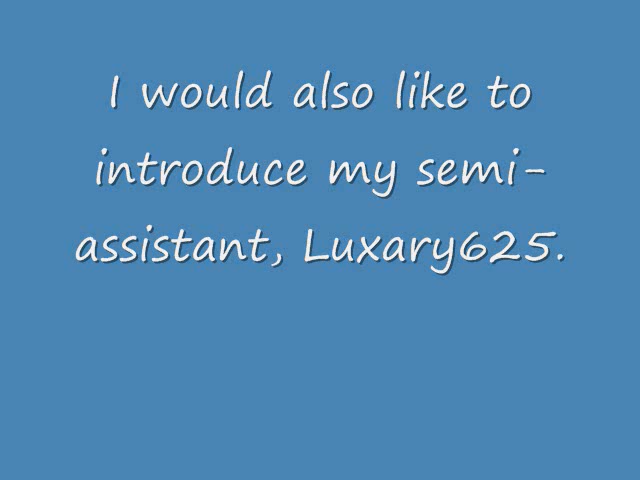 I would also like to
introduce my semi-
assistant, Luxary625.